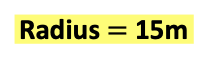 Radius = 15m